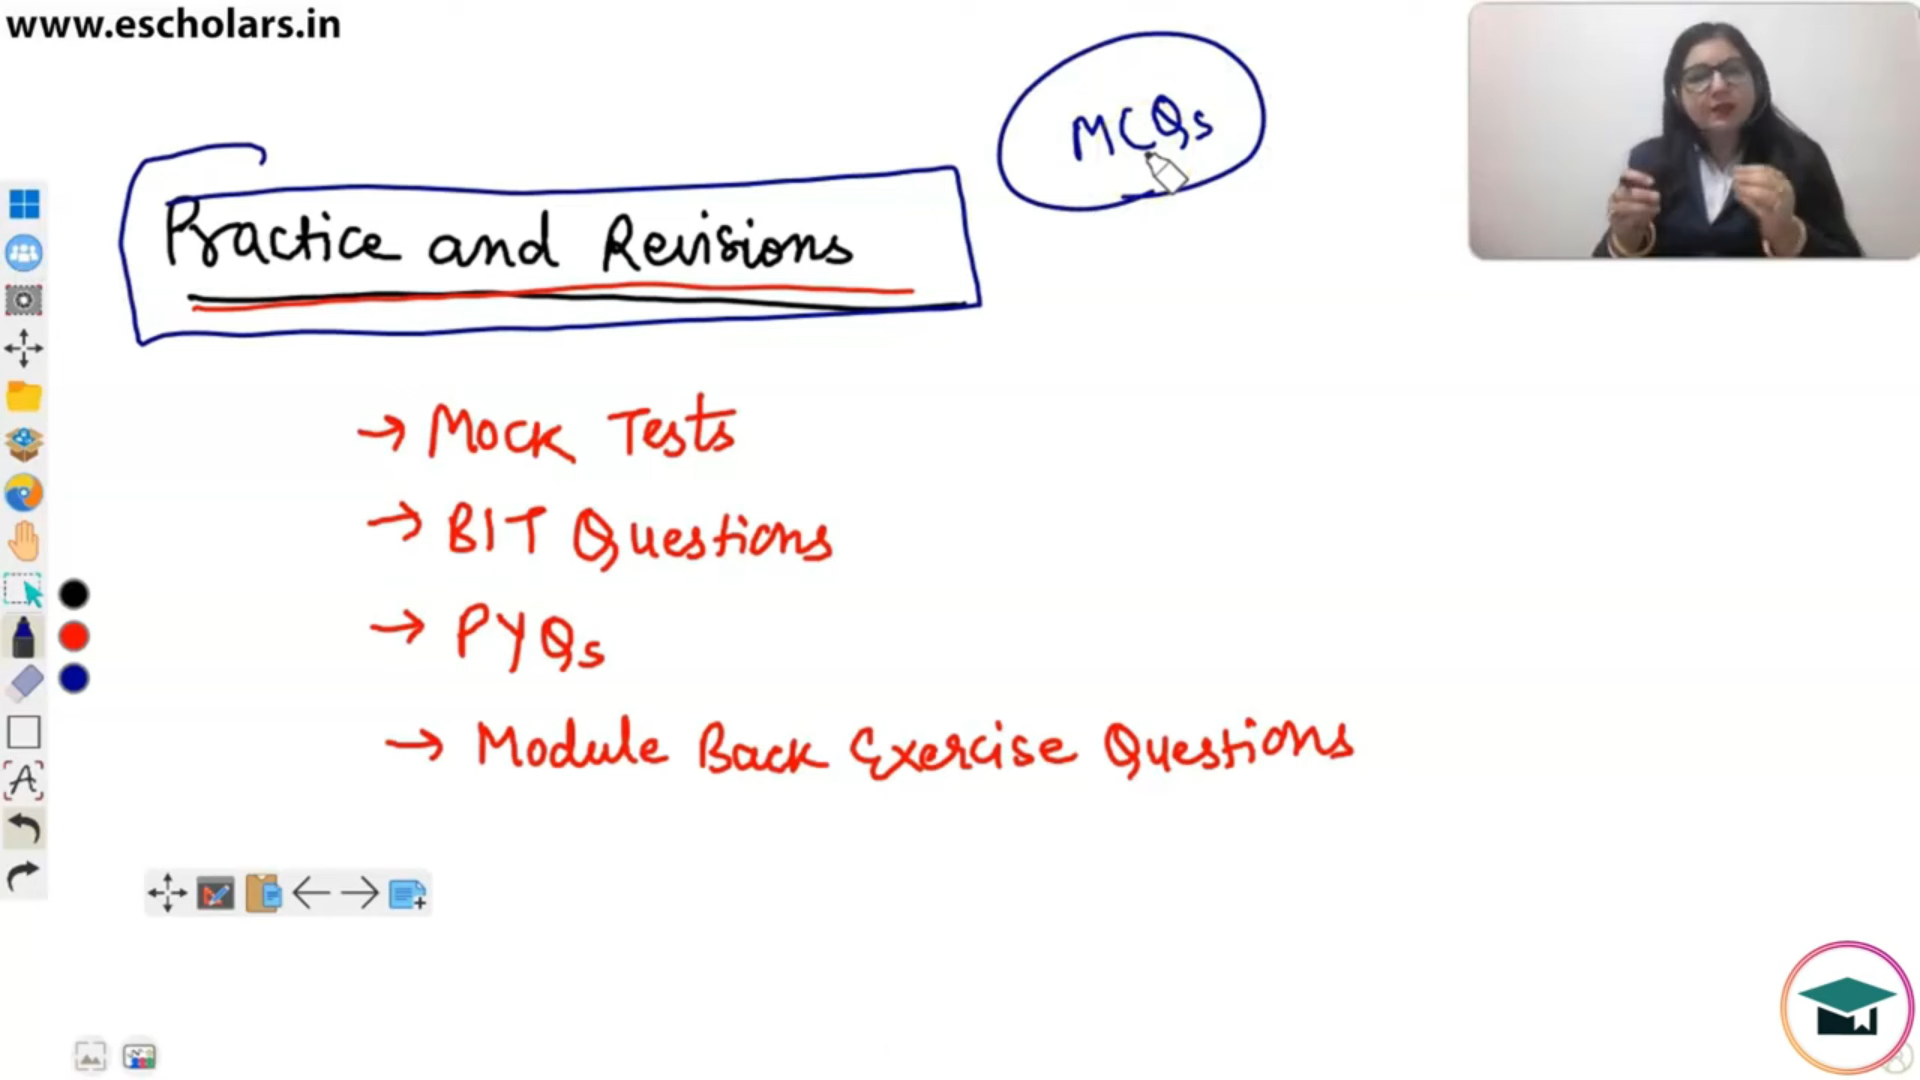 www.escholars.in
MCQs
Practice and Revisions
→ Mock Tests
→ BIT Questions
→ PYQs
→ Module Back Exercise Questions